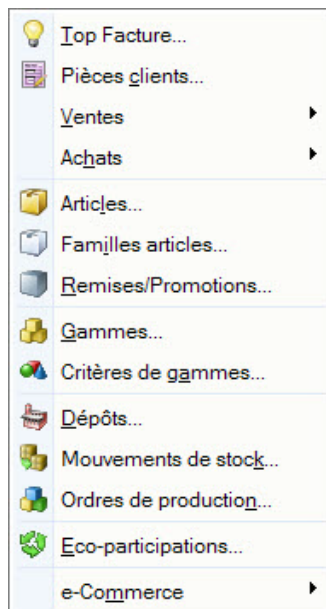 Top Facture...
Pièces clients...
Ventes
Achats
Articles...
Familles articles...
Remises/Promotions...
Gammes...
Critères de gammes...
Dépôts...
Mouvements de stock...
Ordres de production...
Eco-participations...
e-Commerce